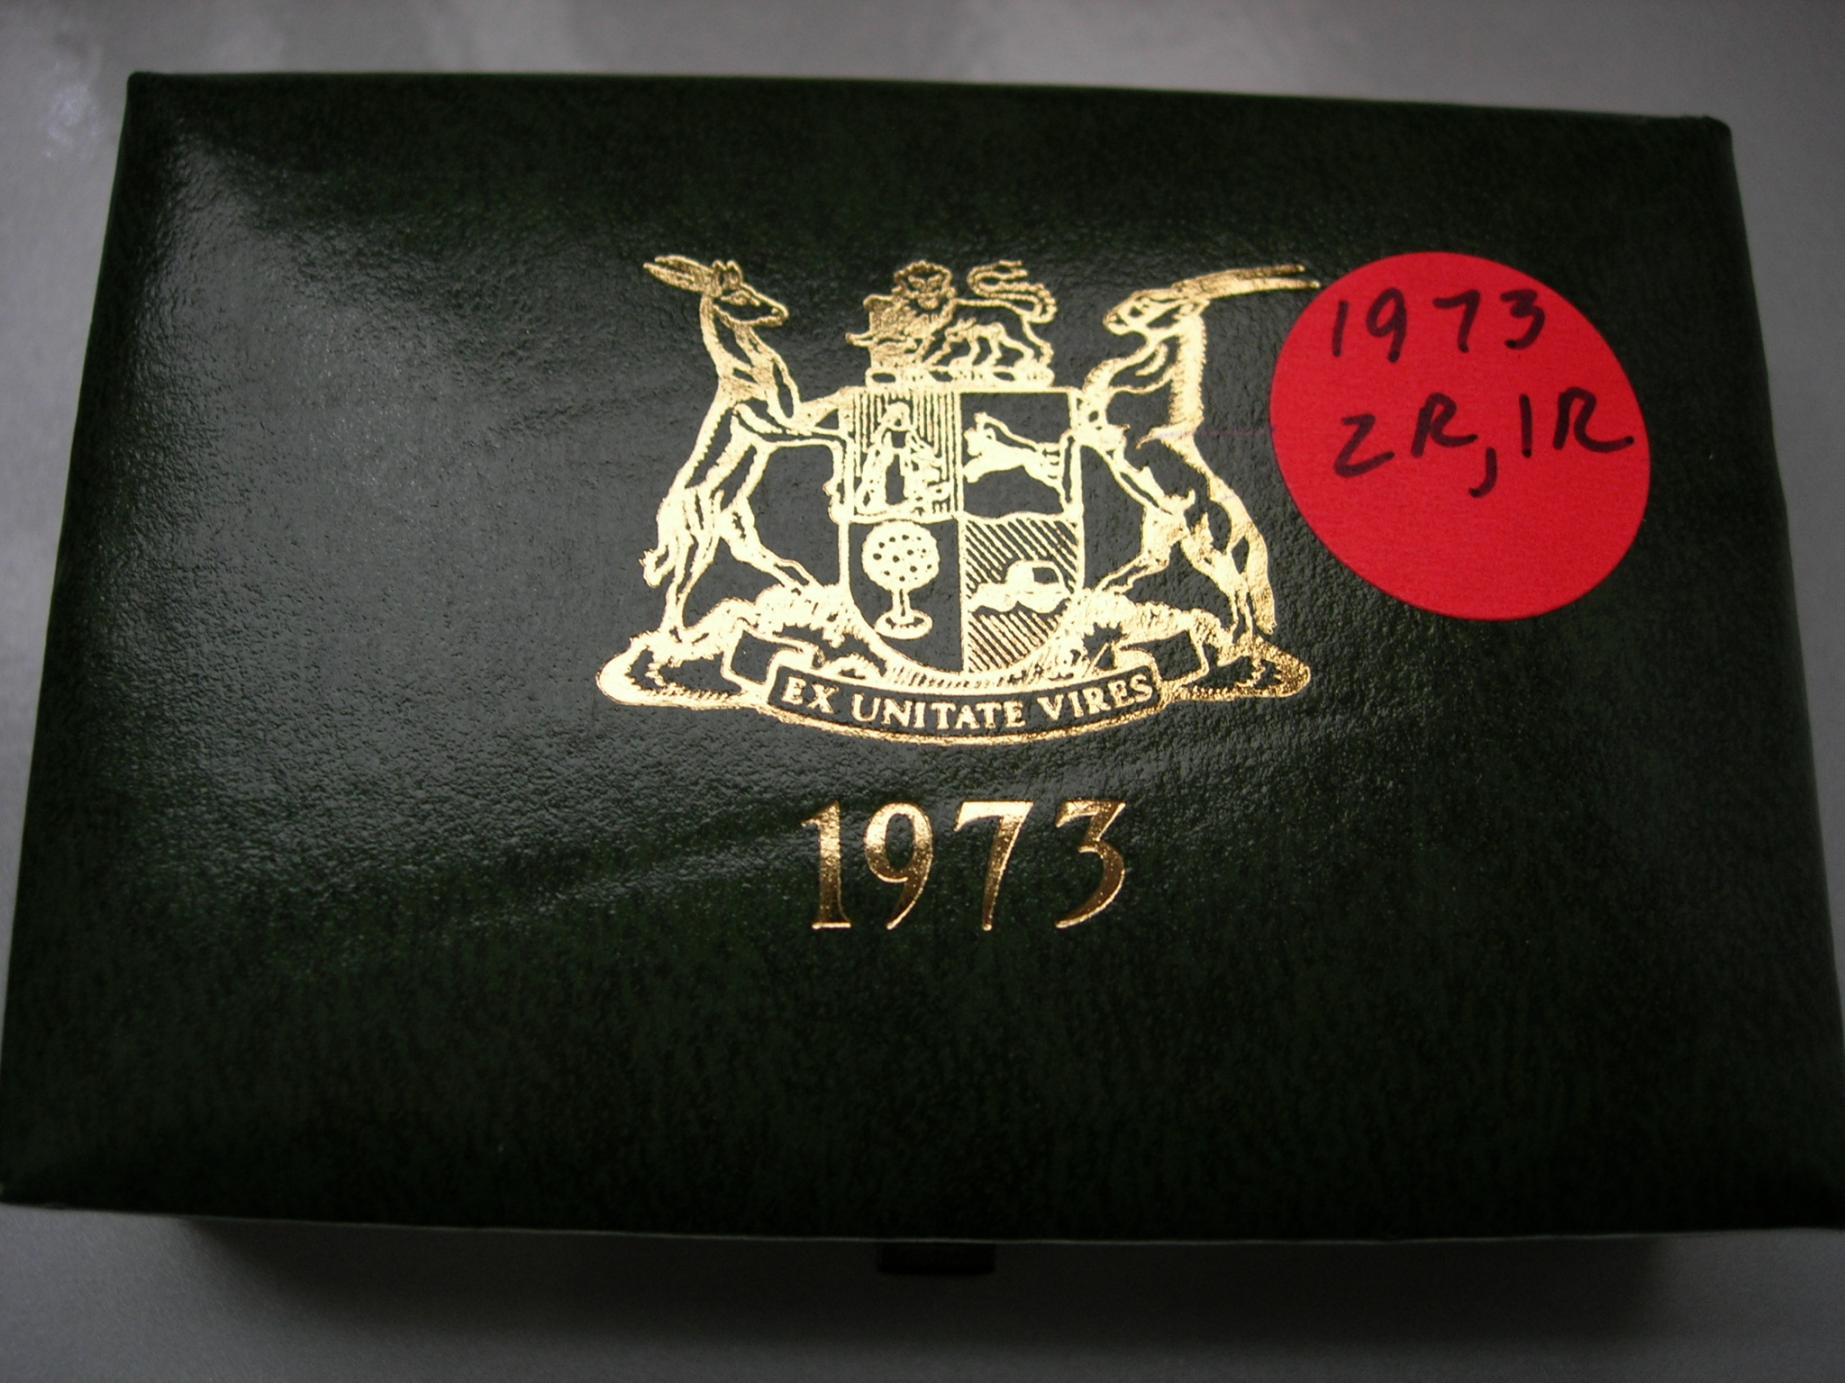 1973
2R, 1R
EX UNITATE VIRES
1973